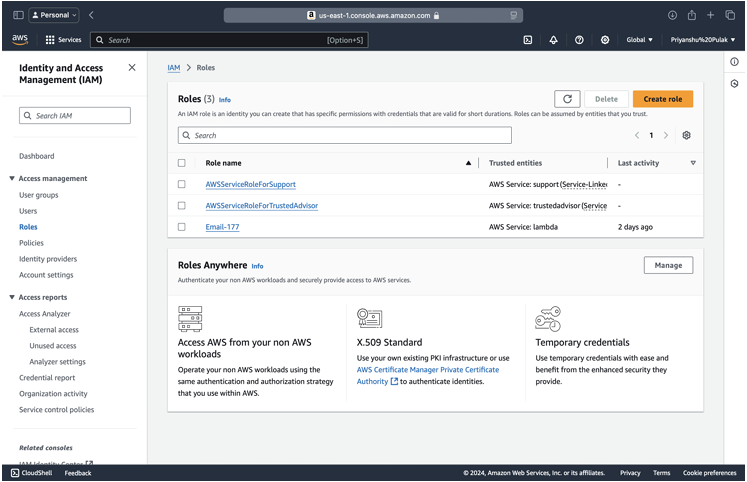 Personal
us-east-1.console.aws.amazon.com
aws
Services
Search
[Option+S]
Global
Priyanshu%20Pulak
Identity and Access
Management (IAM)
Search IAM
Dashboard
Access management
User groups
Users
Roles
Policies
Identity providers
Account settings
Access reports
Access Analyzer
External access
Unused access
Analyzer settings
Credential report
Organization activity
Service control policies
Related consoles
IAM Identity Center
IAM > Roles
Roles (3) Info
Delete
Create role
An IAM role is an identity you can create that has specific permissions with credentials that are valid for short durations. Roles can be assumed by entities that you trust.
Search
1
Role name
Trusted entities
Last activity
AWSServiceRoleForSupport
AWS Service: support (Service-Linke
-
AWSServiceRoleForTrustedAdvisor
AWS Service: trustedadvisor (Service
-
Email-177
AWS Service: lambda
2 days ago
Roles Anywhere Info
Manage
Authenticate your non AWS workloads and securely provide access to AWS services.
Access AWS from your non AWS
workloads
Operate your non AWS workloads using the
same authentication and authorization strategy
that you use within AWS.
X.509 Standard
Use your own existing PKI infrastructure or use
AWS Certificate Manager Private Certificate
Authority to authenticate identities.
Temporary credentials
Use temporary credentials with ease and
benefit from the enhanced security they
provide.
CloudShell
Feedback
© 2024, Amazon Web Services, Inc. or its affiliates.
Privacy
Terms
Cookie preferences